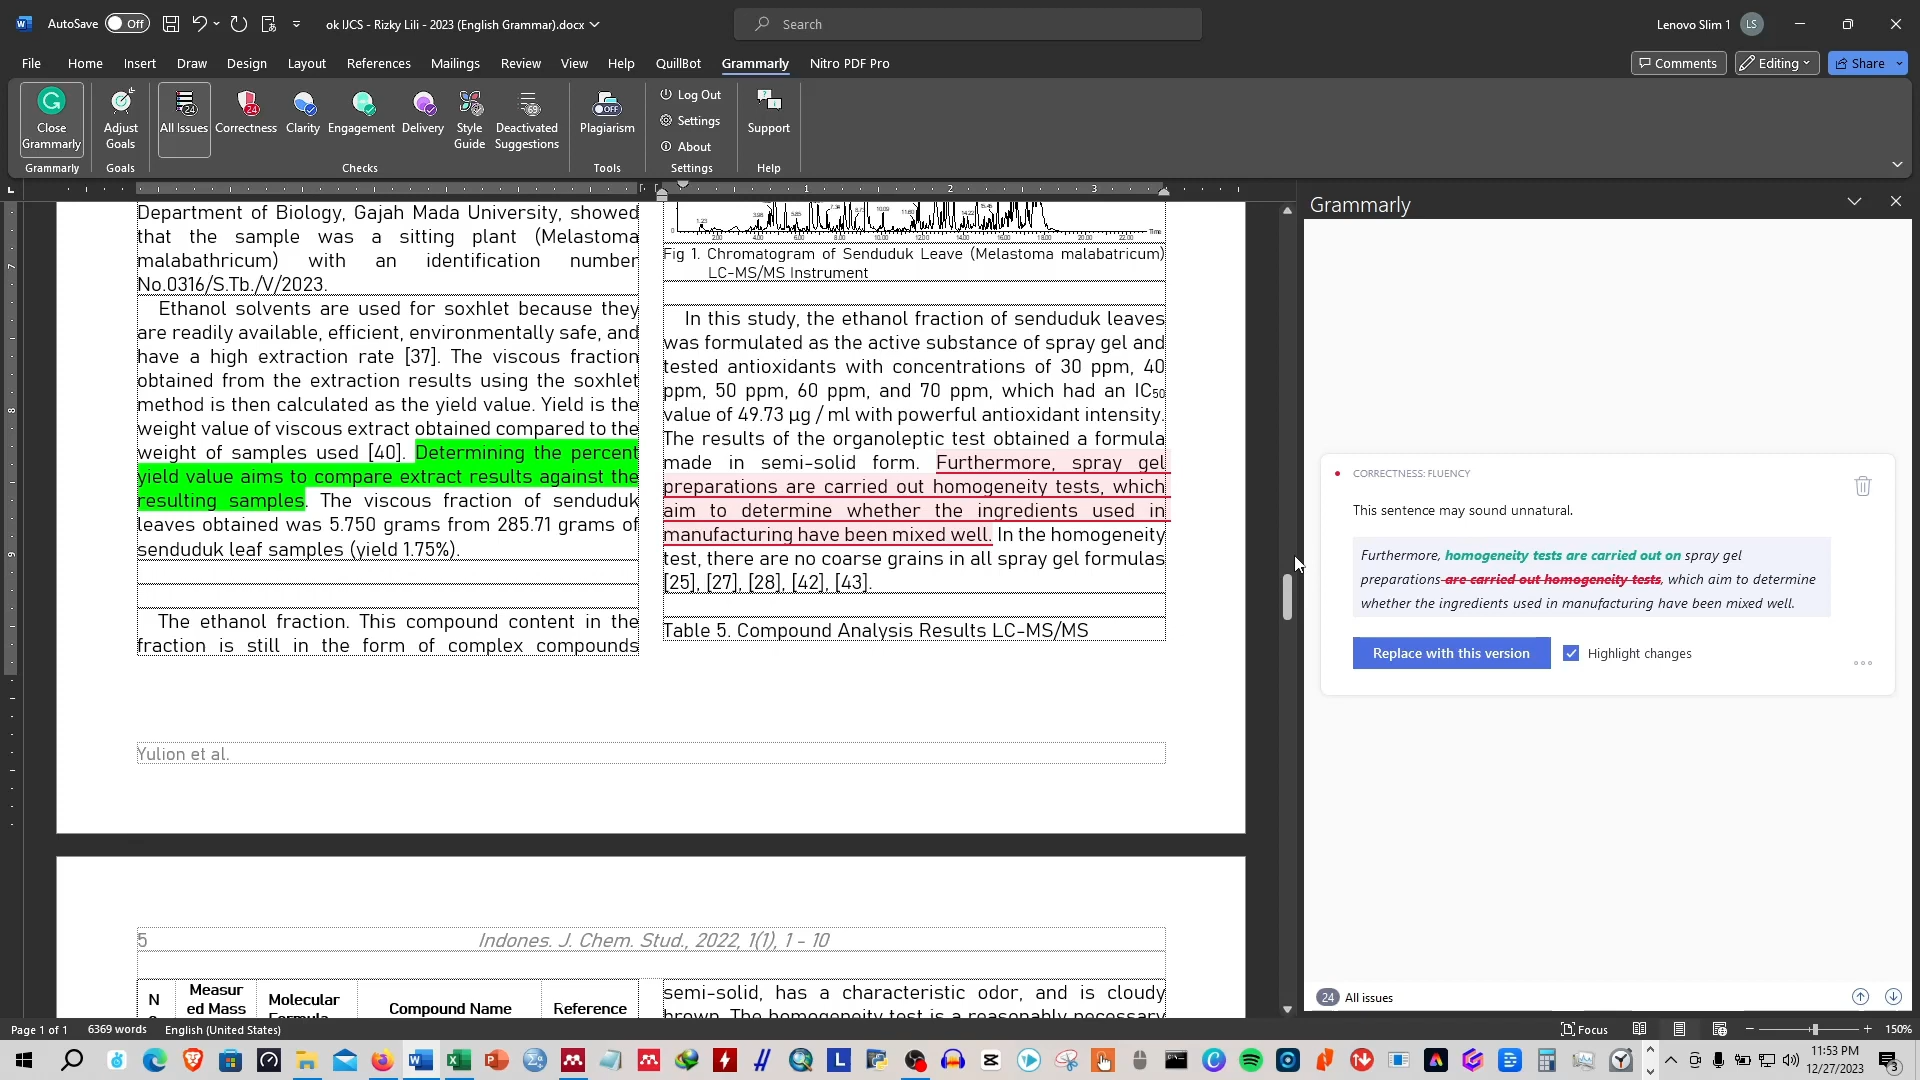 AutoSave Off ok IJCS - Rizky Lili - 2023 (English Grammar).docx Search Lenovo Slim 1 LS
File Home Insert Draw Design Layout References Mailings Review View Help QuillBot Grammarly Nitro PDF Pro Comments Editing Share
Close Grammarly
Adjust Goals
24 All Issues
24 Correctness
Clarity
Engagement
Delivery
Style Guide
69 Deactivated Suggestions
OFF Plagiarism
Log Out
Settings
About
Support
Grammarly Goals Checks Tools Settings Help
1 2 3
7
8
9
Department of Biology, Gajah Mada University, showed
that the sample was a sitting plant (Melastoma
malabathricum) with an identification number
No.0316/S.Tb./V/2023.
Ethanol solvents are used for soxhlet because they
are readily available, efficient, environmentally safe, and
have a high extraction rate [37]. The viscous fraction
obtained from the extraction results using the soxhlet
method is then calculated as the yield value. Yield is the
weight value of viscous extract obtained compared to the
weight of samples used [40]. Determining the percent
yield value aims to compare extract results against the
resulting samples. The viscous fraction of senduduk
leaves obtained was 5.750 grams from 285.71 grams of
senduduk leaf samples (yield 1.75%).
The ethanol fraction. This compound content in the
fraction is still in the form of complex compounds
Fig 1. Chromatogram of Senduduk Leave (Melastoma malabatricum)
LC-MS/MS Instrument
In this study, the ethanol fraction of senduduk leaves
was formulated as the active substance of spray gel and
tested antioxidants with concentrations of 30 ppm, 40
ppm, 50 ppm, 60 ppm, and 70 ppm, which had an IC₅₀
value of 49.73 µg / ml with powerful antioxidant intensity.
The results of the organoleptic test obtained a formula
made in semi-solid form. Furthermore, spray gel
preparations are carried out homogeneity tests, which
aim to determine whether the ingredients used in
manufacturing have been mixed well. In the homogeneity
test, there are no coarse grains in all spray gel formulas
[25], [27], [28], [42], [43].
Table 5. Compound Analysis Results LC-MS/MS
Yulion et al.
5 Indones. J. Chem. Stud., 2022, 1(1), 1 - 10
N
Measur
ed Mass
Molecular
Compound Name
Reference
semi-solid, has a characteristic odor, and is cloudy
brown. The homogeneity test is a reasonably necessary
Grammarly
CORRECTNESS: FLUENCY
This sentence may sound unnatural.
Furthermore, homogeneity tests are carried out on spray gel
preparations are carried out homogeneity tests, which aim to determine
whether the ingredients used in manufacturing have been mixed well.
Replace with this version Highlight changes
24 All issues
Page 1 of 1 6369 words English (United States) Focus 150%
11:53 PM
12/27/2023
3